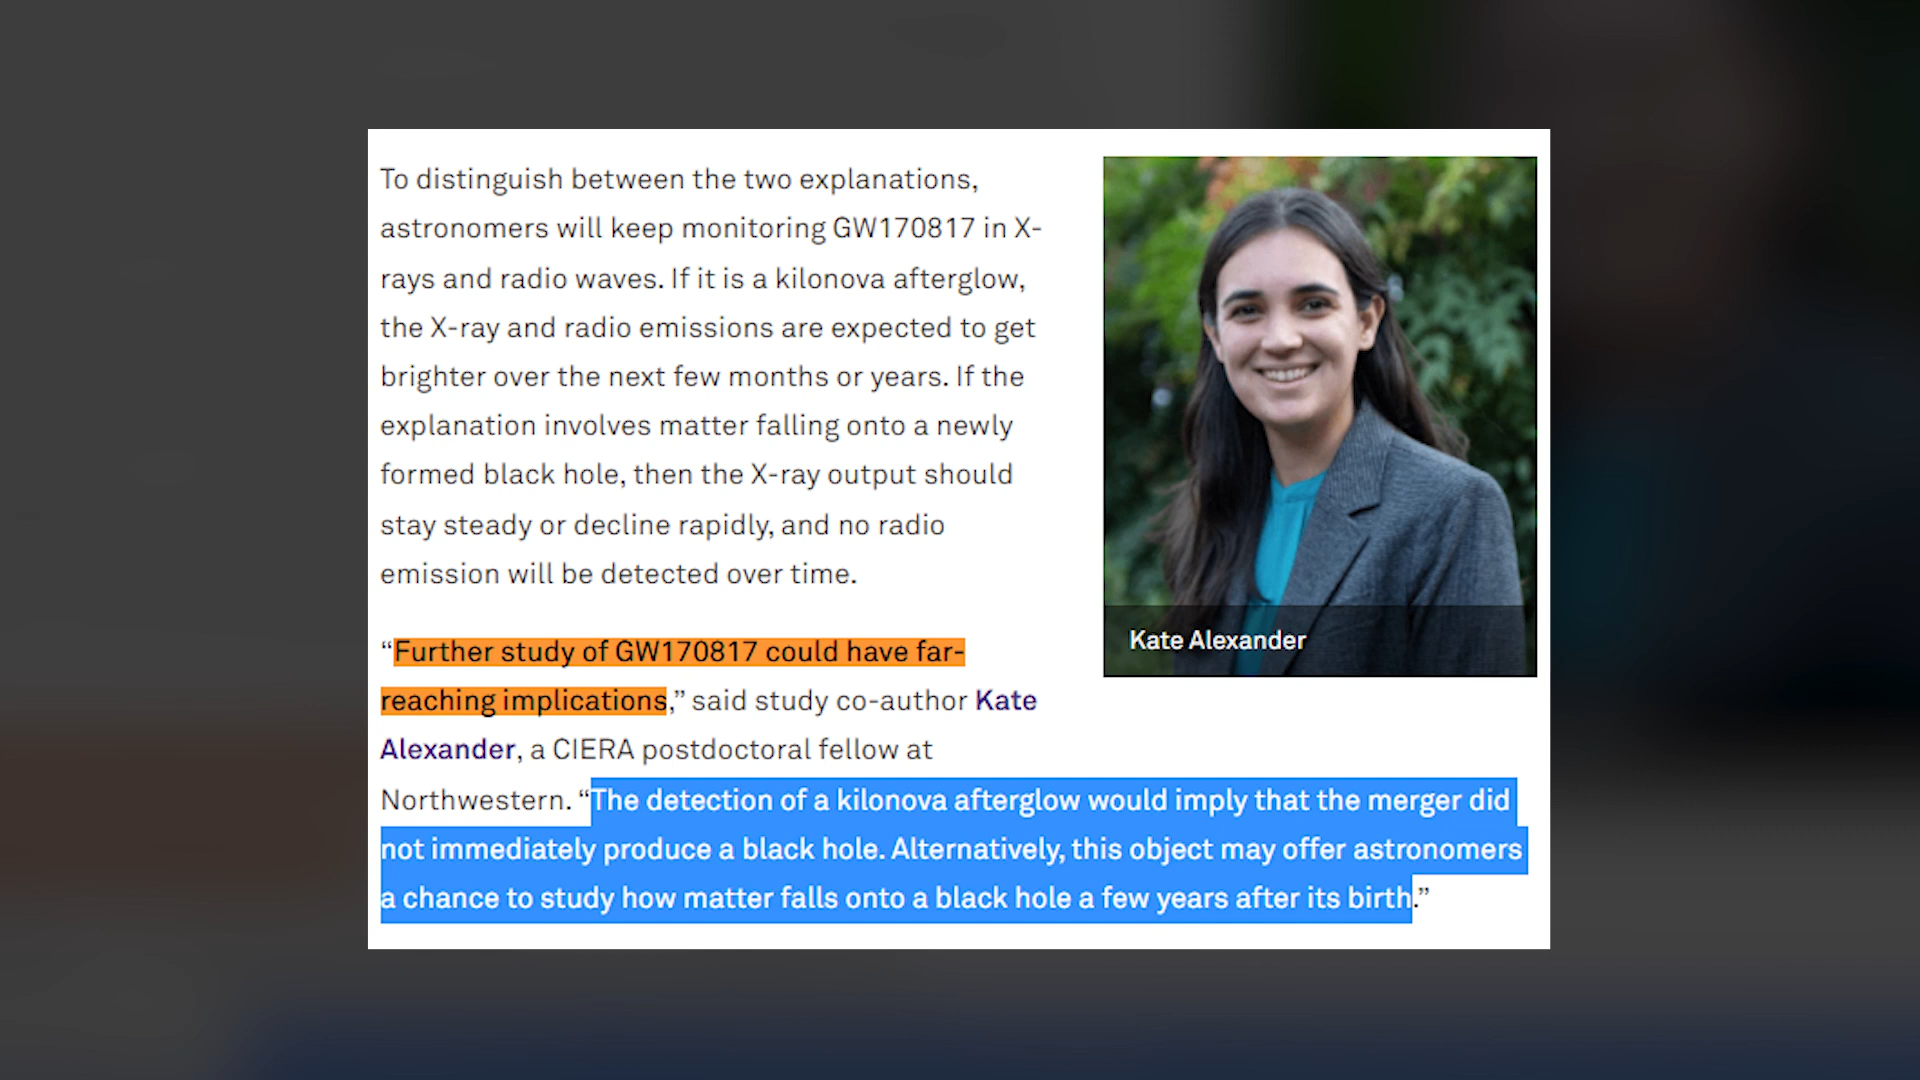 To distinguish between the two explanations,
astronomers will keep monitoring GW170817 in X-
rays and radio waves. If it is a kilonova afterglow,
the X-ray and radio emissions are expected to get
brighter over the next few months or years. If the
explanation involves matter falling onto a newly
formed black hole, then the X-ray output should
stay steady or decline rapidly, and no radio
emission will be detected over time.
“Further study of GW170817 could have far-
reaching implications,” said study co-author Kate
Alexander, a CIERA postdoctoral fellow at
Northwestern. “The detection of a kilonova afterglow would imply that the merger did
not immediately produce a black hole. Alternatively, this object may offer astronomers
a chance to study how matter falls onto a black hole a few years after its birth.”
Kate Alexander